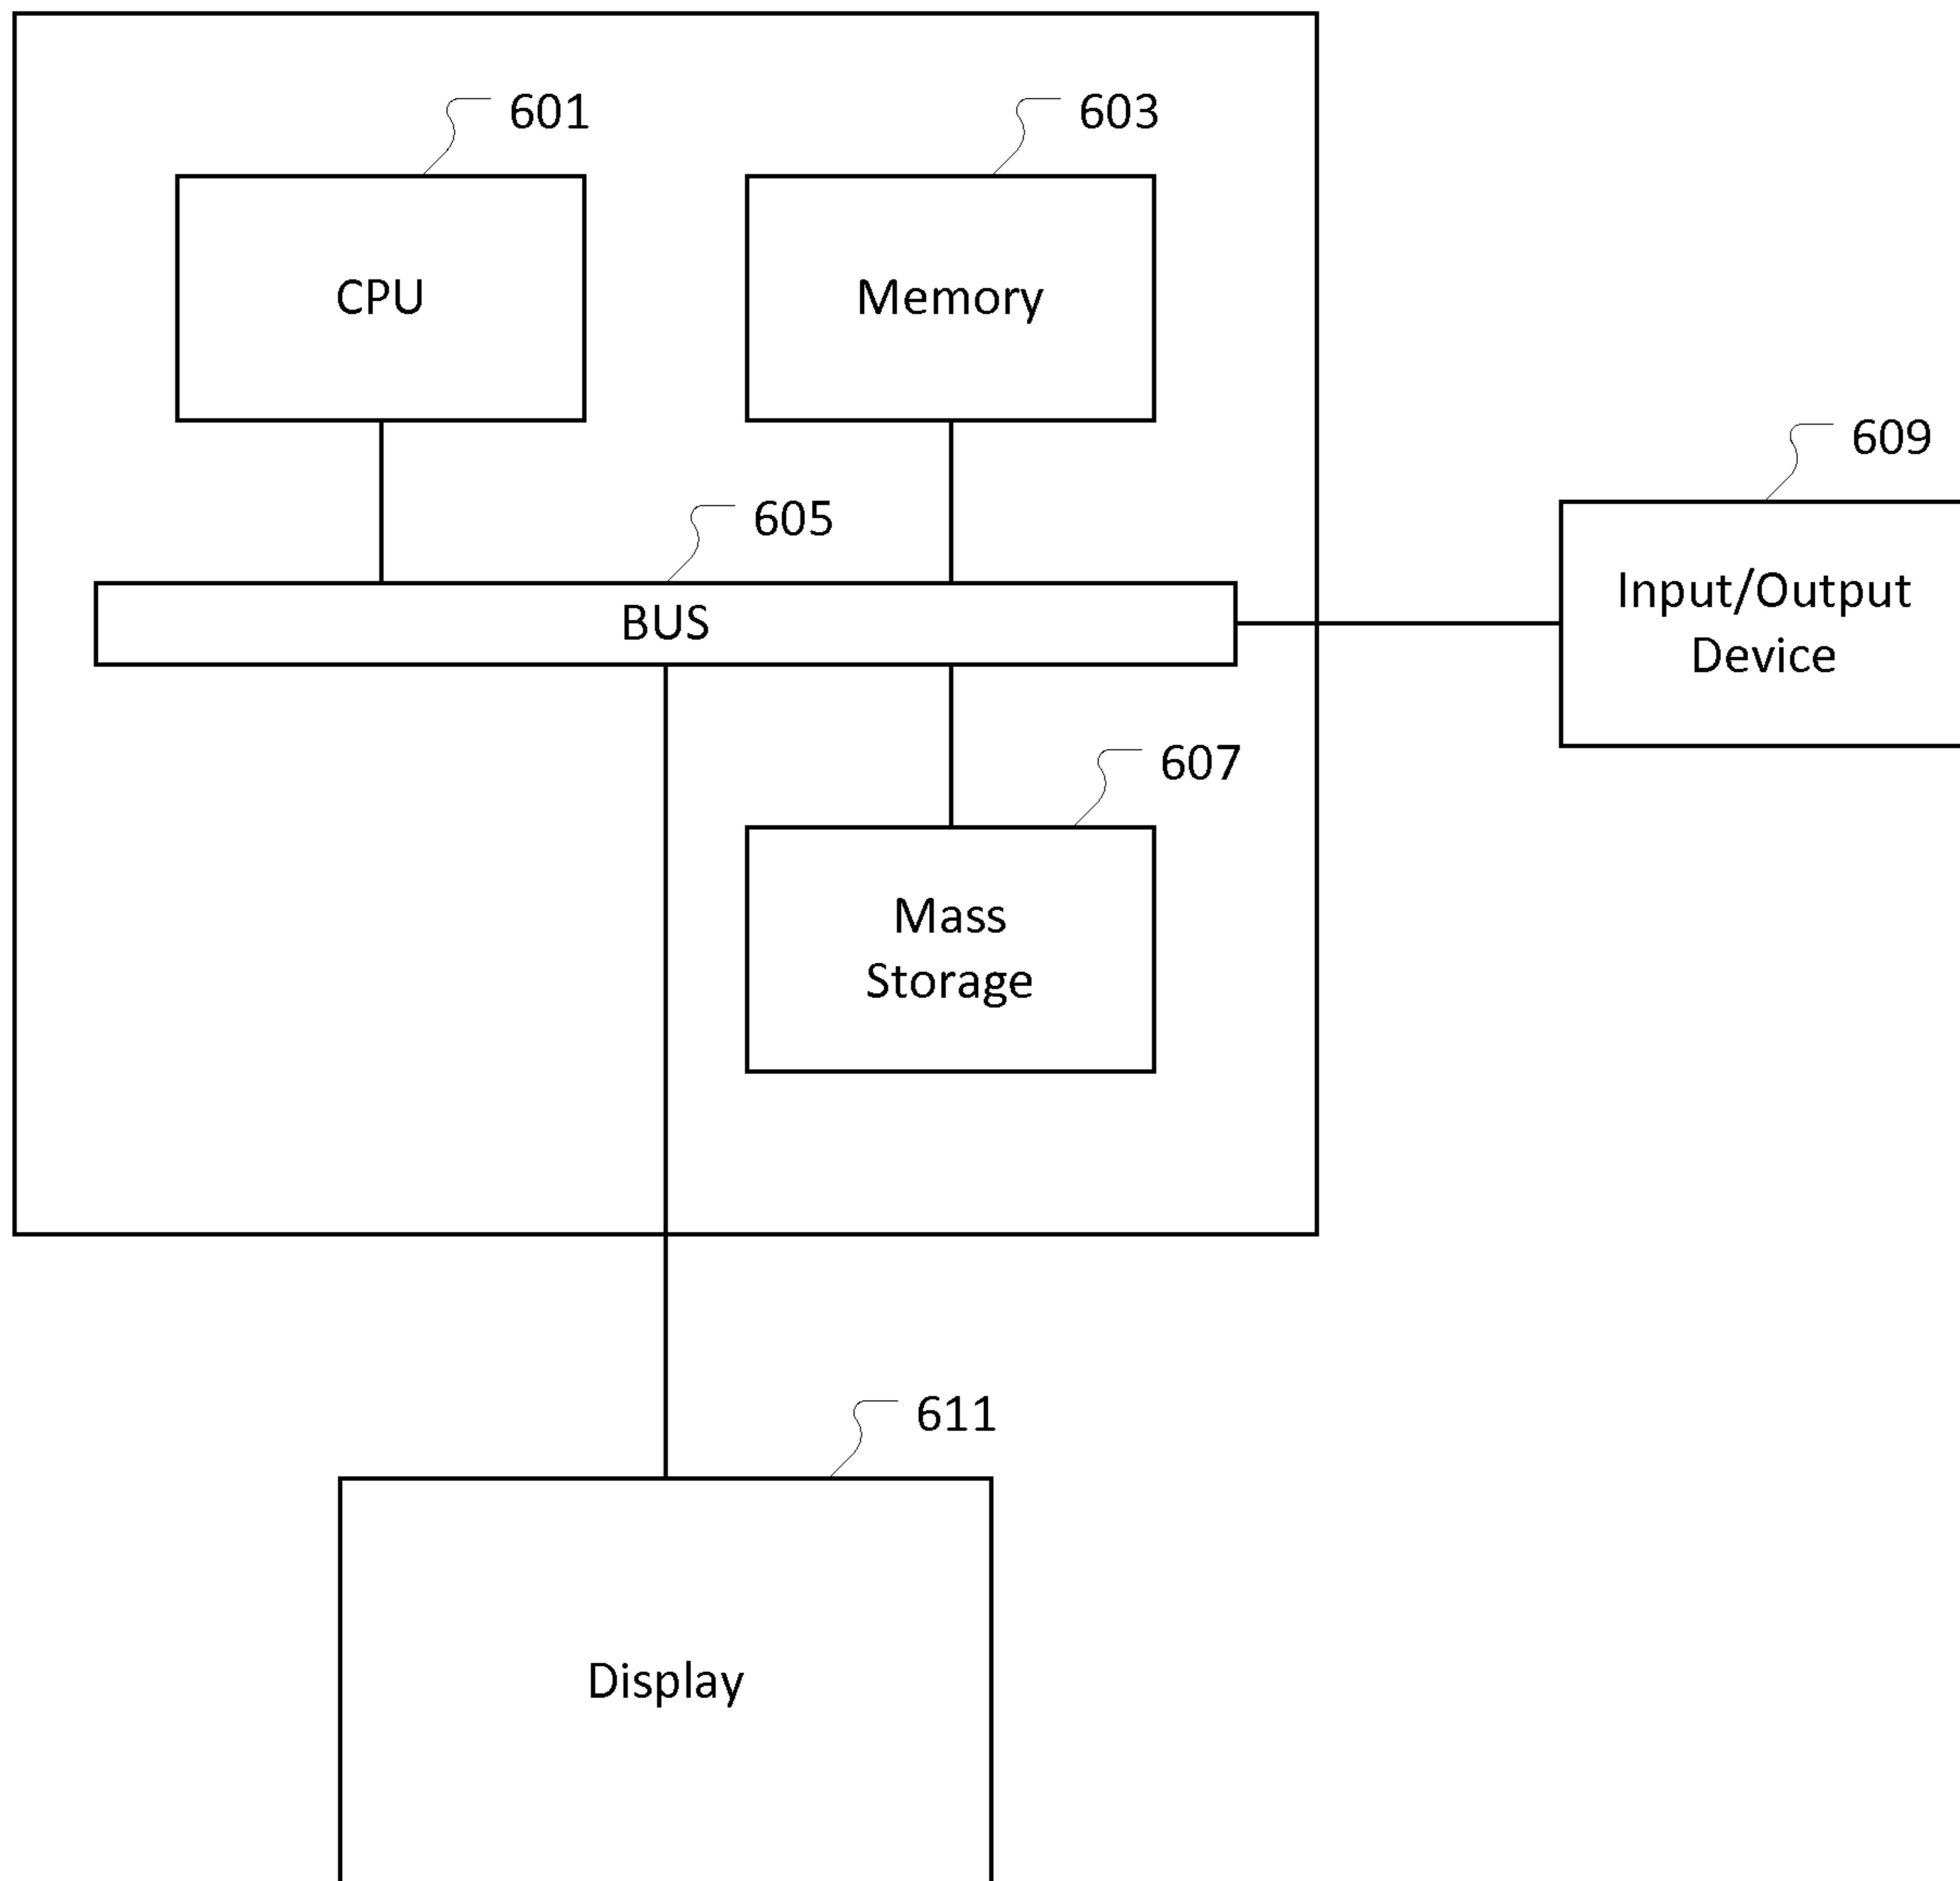 601
603
CPU
Memory
609
605
Input/Output
Device
BUS
607
Mass
Storage
611
Display